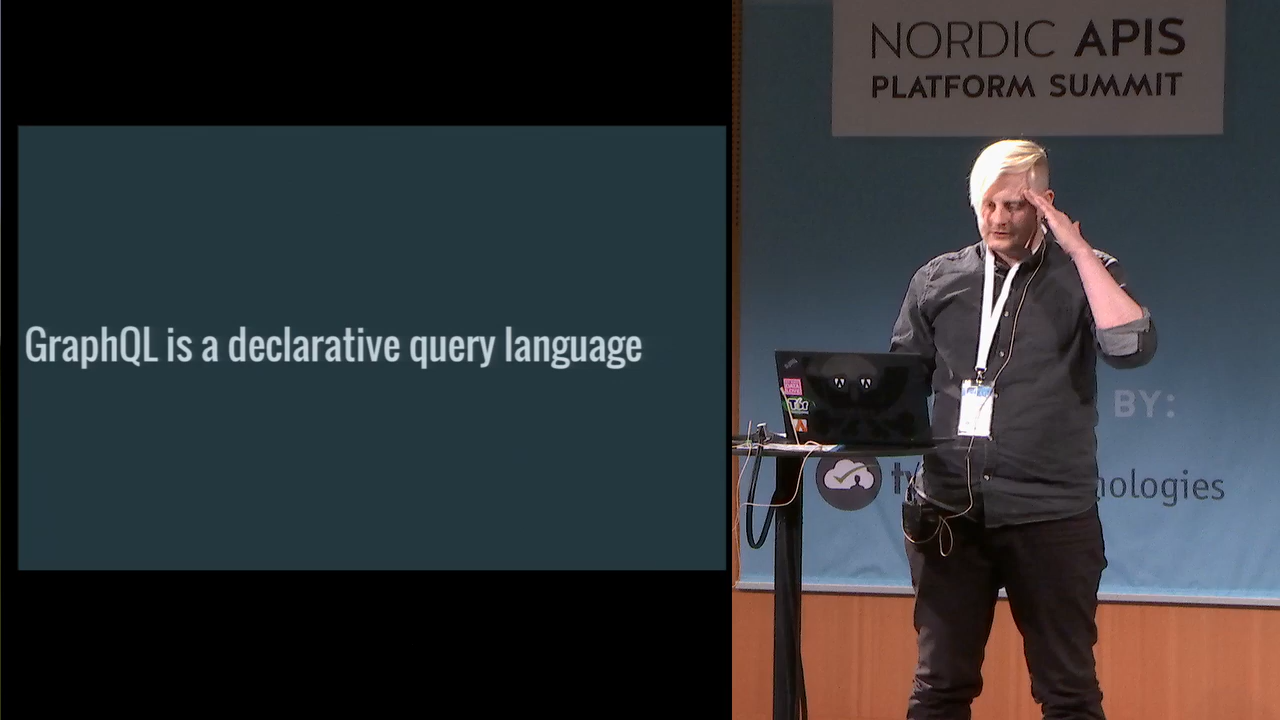 GraphQL is a declarative query language
NORDIC APIS
PLATFORM SUMMIT
BY:
nologies